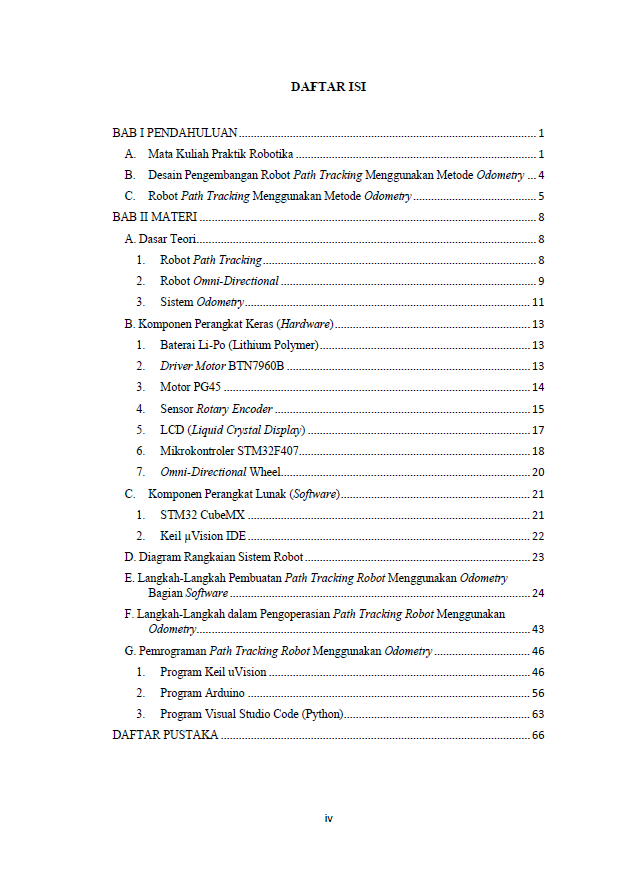 DAFTAR ISI
BAB I PENDAHULUAN ........ 1
A. Mata Kuliah Praktik Robotika ........ 1
B. Desain Pengembangan Robot Path Tracking Menggunakan Metode Odometry ... 4
C. Robot Path Tracking Menggunakan Metode Odometry ........ 5
BAB II MATERI ........ 8
A. Dasar Teori ........ 8
1. Robot Path Tracking ........ 8
2. Robot Omni-Directional ........ 9
3. Sistem Odometry ........ 11
B. Komponen Perangkat Keras (Hardware) ........ 13
1. Baterai Li-Po (Lithium Polymer) ........ 13
2. Driver Motor BTN7960B ........ 13
3. Motor PG45 ........ 14
4. Sensor Rotary Encoder ........ 15
5. LCD (Liquid Crystal Display) ........ 17
6. Mikrokontroler STM32F407 ........ 18
7. Omni-Directional Wheel ........ 20
C. Komponen Perangkat Lunak (Software) ........ 21
1. STM32 CubeMX ........ 21
2. Keil µVision IDE ........ 22
D. Diagram Rangkaian Sistem Robot ........ 23
E. Langkah-Langkah Pembuatan Path Tracking Robot Menggunakan Odometry
Bagian Software ........ 24
F. Langkah-Langkah dalam Pengoperasian Path Tracking Robot Menggunakan
Odometry ........ 43
G. Pemrograman Path Tracking Robot Menggunakan Odometry ........ 46
1. Program Keil uVision ........ 46
2. Program Arduino ........ 56
3. Program Visual Studio Code (Python) ........ 63
DAFTAR PUSTAKA ........ 66
iv